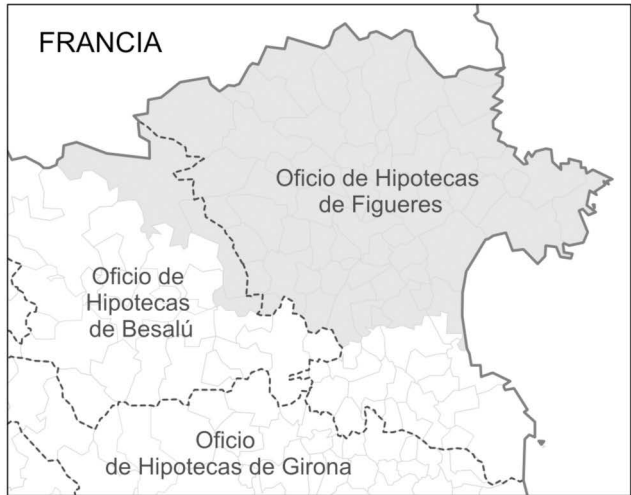 FRANCIA
Oficio de Hipotecas
de Figueres
Oficio de
Hipotecas
de Besalú
Oficio
de Hipotecas de Girona